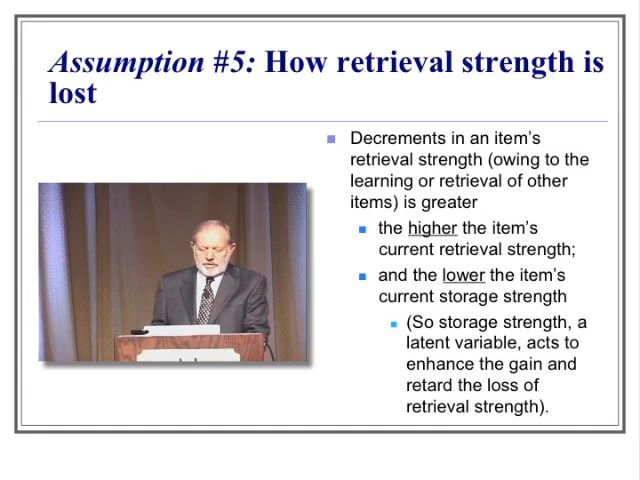 Assumption #5: How retrieval strength is
lost
Decrements in an item's
retrieval strength (owing to the
learning or retrieval of other
items) is greater
the higher the item's
current retrieval strength;
and the lower the item's
current storage strength
(So storage strength, a
latent variable, acts to
enhance the gain and
retard the loss of
retrieval strength).